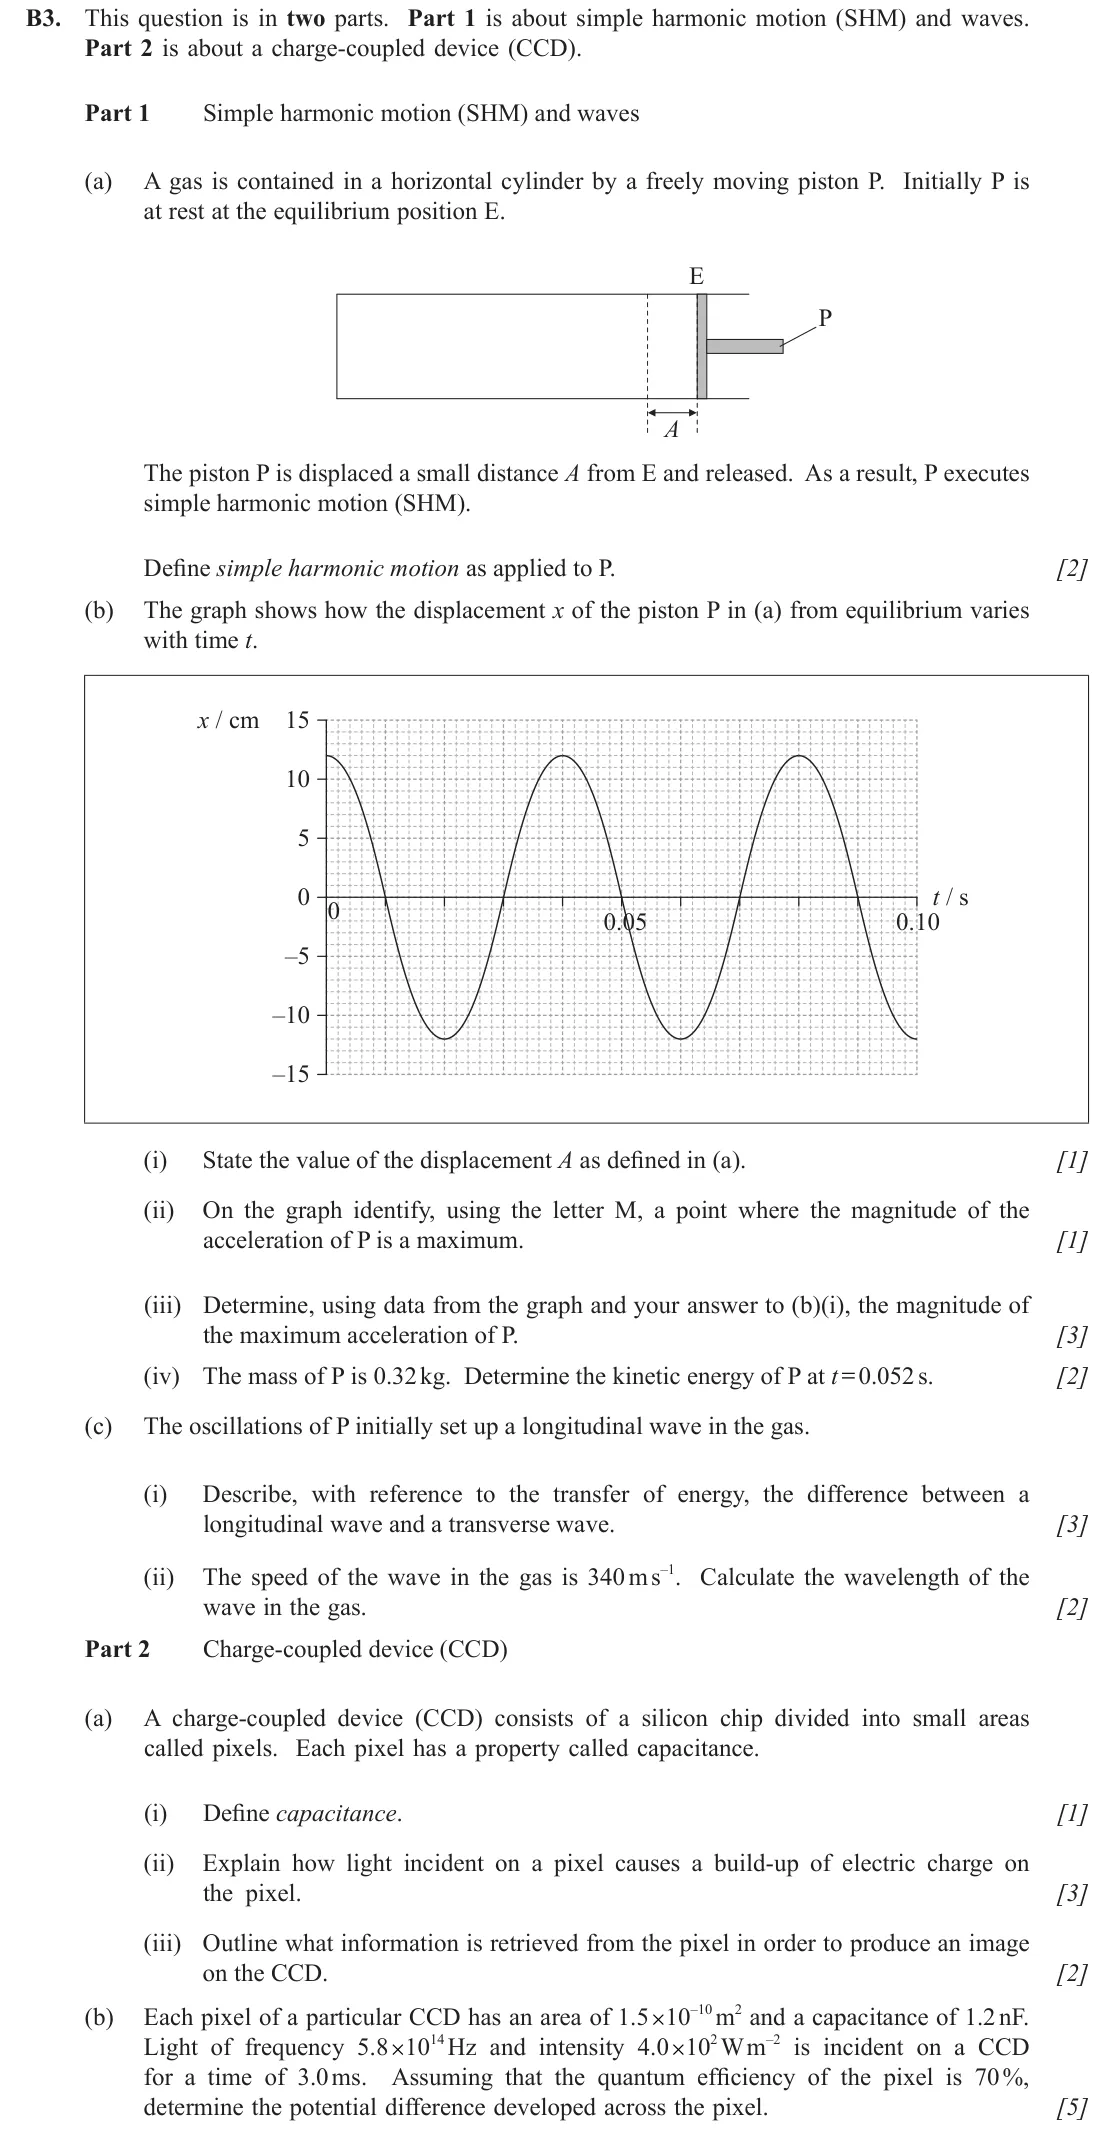 B3. This question is in two parts. Part 1 is about simple harmonic motion (SHM) and waves.
Part 2 is about a charge-coupled device (CCD).
Part 1 Simple harmonic motion (SHM) and waves
(a) A gas is contained in a horizontal cylinder by a freely moving piston P. Initially P is
at rest at the equilibrium position E.
E
P
A
The piston P is displaced a small distance A from E and released. As a result, P executes
simple harmonic motion (SHM).
Define simple harmonic motion as applied to P. [2]
(b) The graph shows how the displacement x of the piston P in (a) from equilibrium varies
with time t.
x / cm 15
10
5
0
t / s
0
0.05
0.10
–5
–10
–15
(i) State the value of the displacement A as defined in (a). [1]
(ii) On the graph identify, using the letter M, a point where the magnitude of the
acceleration of P is a maximum. [1]
(iii) Determine, using data from the graph and your answer to (b)(i), the magnitude of
the maximum acceleration of P. [3]
(iv) The mass of P is 0.32 kg. Determine the kinetic energy of P at t=0.052 s. [2]
(c) The oscillations of P initially set up a longitudinal wave in the gas.
(i) Describe, with reference to the transfer of energy, the difference between a
longitudinal wave and a transverse wave. [3]
(ii) The speed of the wave in the gas is 340 m s⁻¹. Calculate the wavelength of the
wave in the gas. [2]
Part 2 Charge-coupled device (CCD)
(a) A charge-coupled device (CCD) consists of a silicon chip divided into small areas
called pixels. Each pixel has a property called capacitance.
(i) Define capacitance. [1]
(ii) Explain how light incident on a pixel causes a build-up of electric charge on
the pixel. [3]
(iii) Outline what information is retrieved from the pixel in order to produce an image
on the CCD. [2]
(b) Each pixel of a particular CCD has an area of 1.5×10⁻¹⁰ m² and a capacitance of 1.2 nF.
Light of frequency 5.8×10¹⁴ Hz and intensity 4.0×10² W m⁻² is incident on a CCD
for a time of 3.0 ms. Assuming that the quantum efficiency of the pixel is 70 %,
determine the potential difference developed across the pixel. [5]